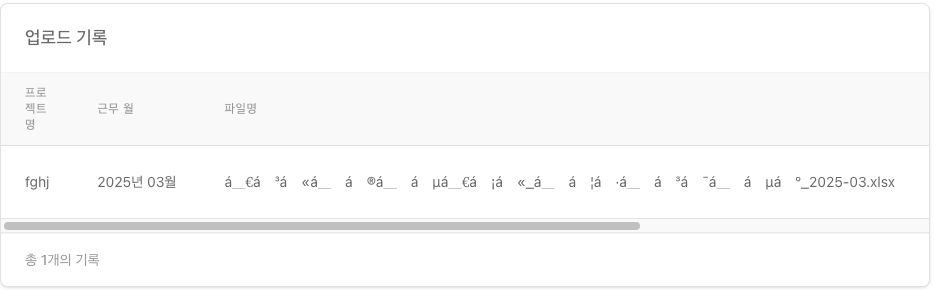 업로드 기록
프로
젝트
명
근무 월
파일명
fghj
2025년 03월
á__€á   ³á   «á__   á   ®á__   á   µá__€á   ¡á   «_á__   á   ¦á   ·á__   á   ³á   ¯á__   á   µá   º_2025-03.xlsx
총 1개의 기록